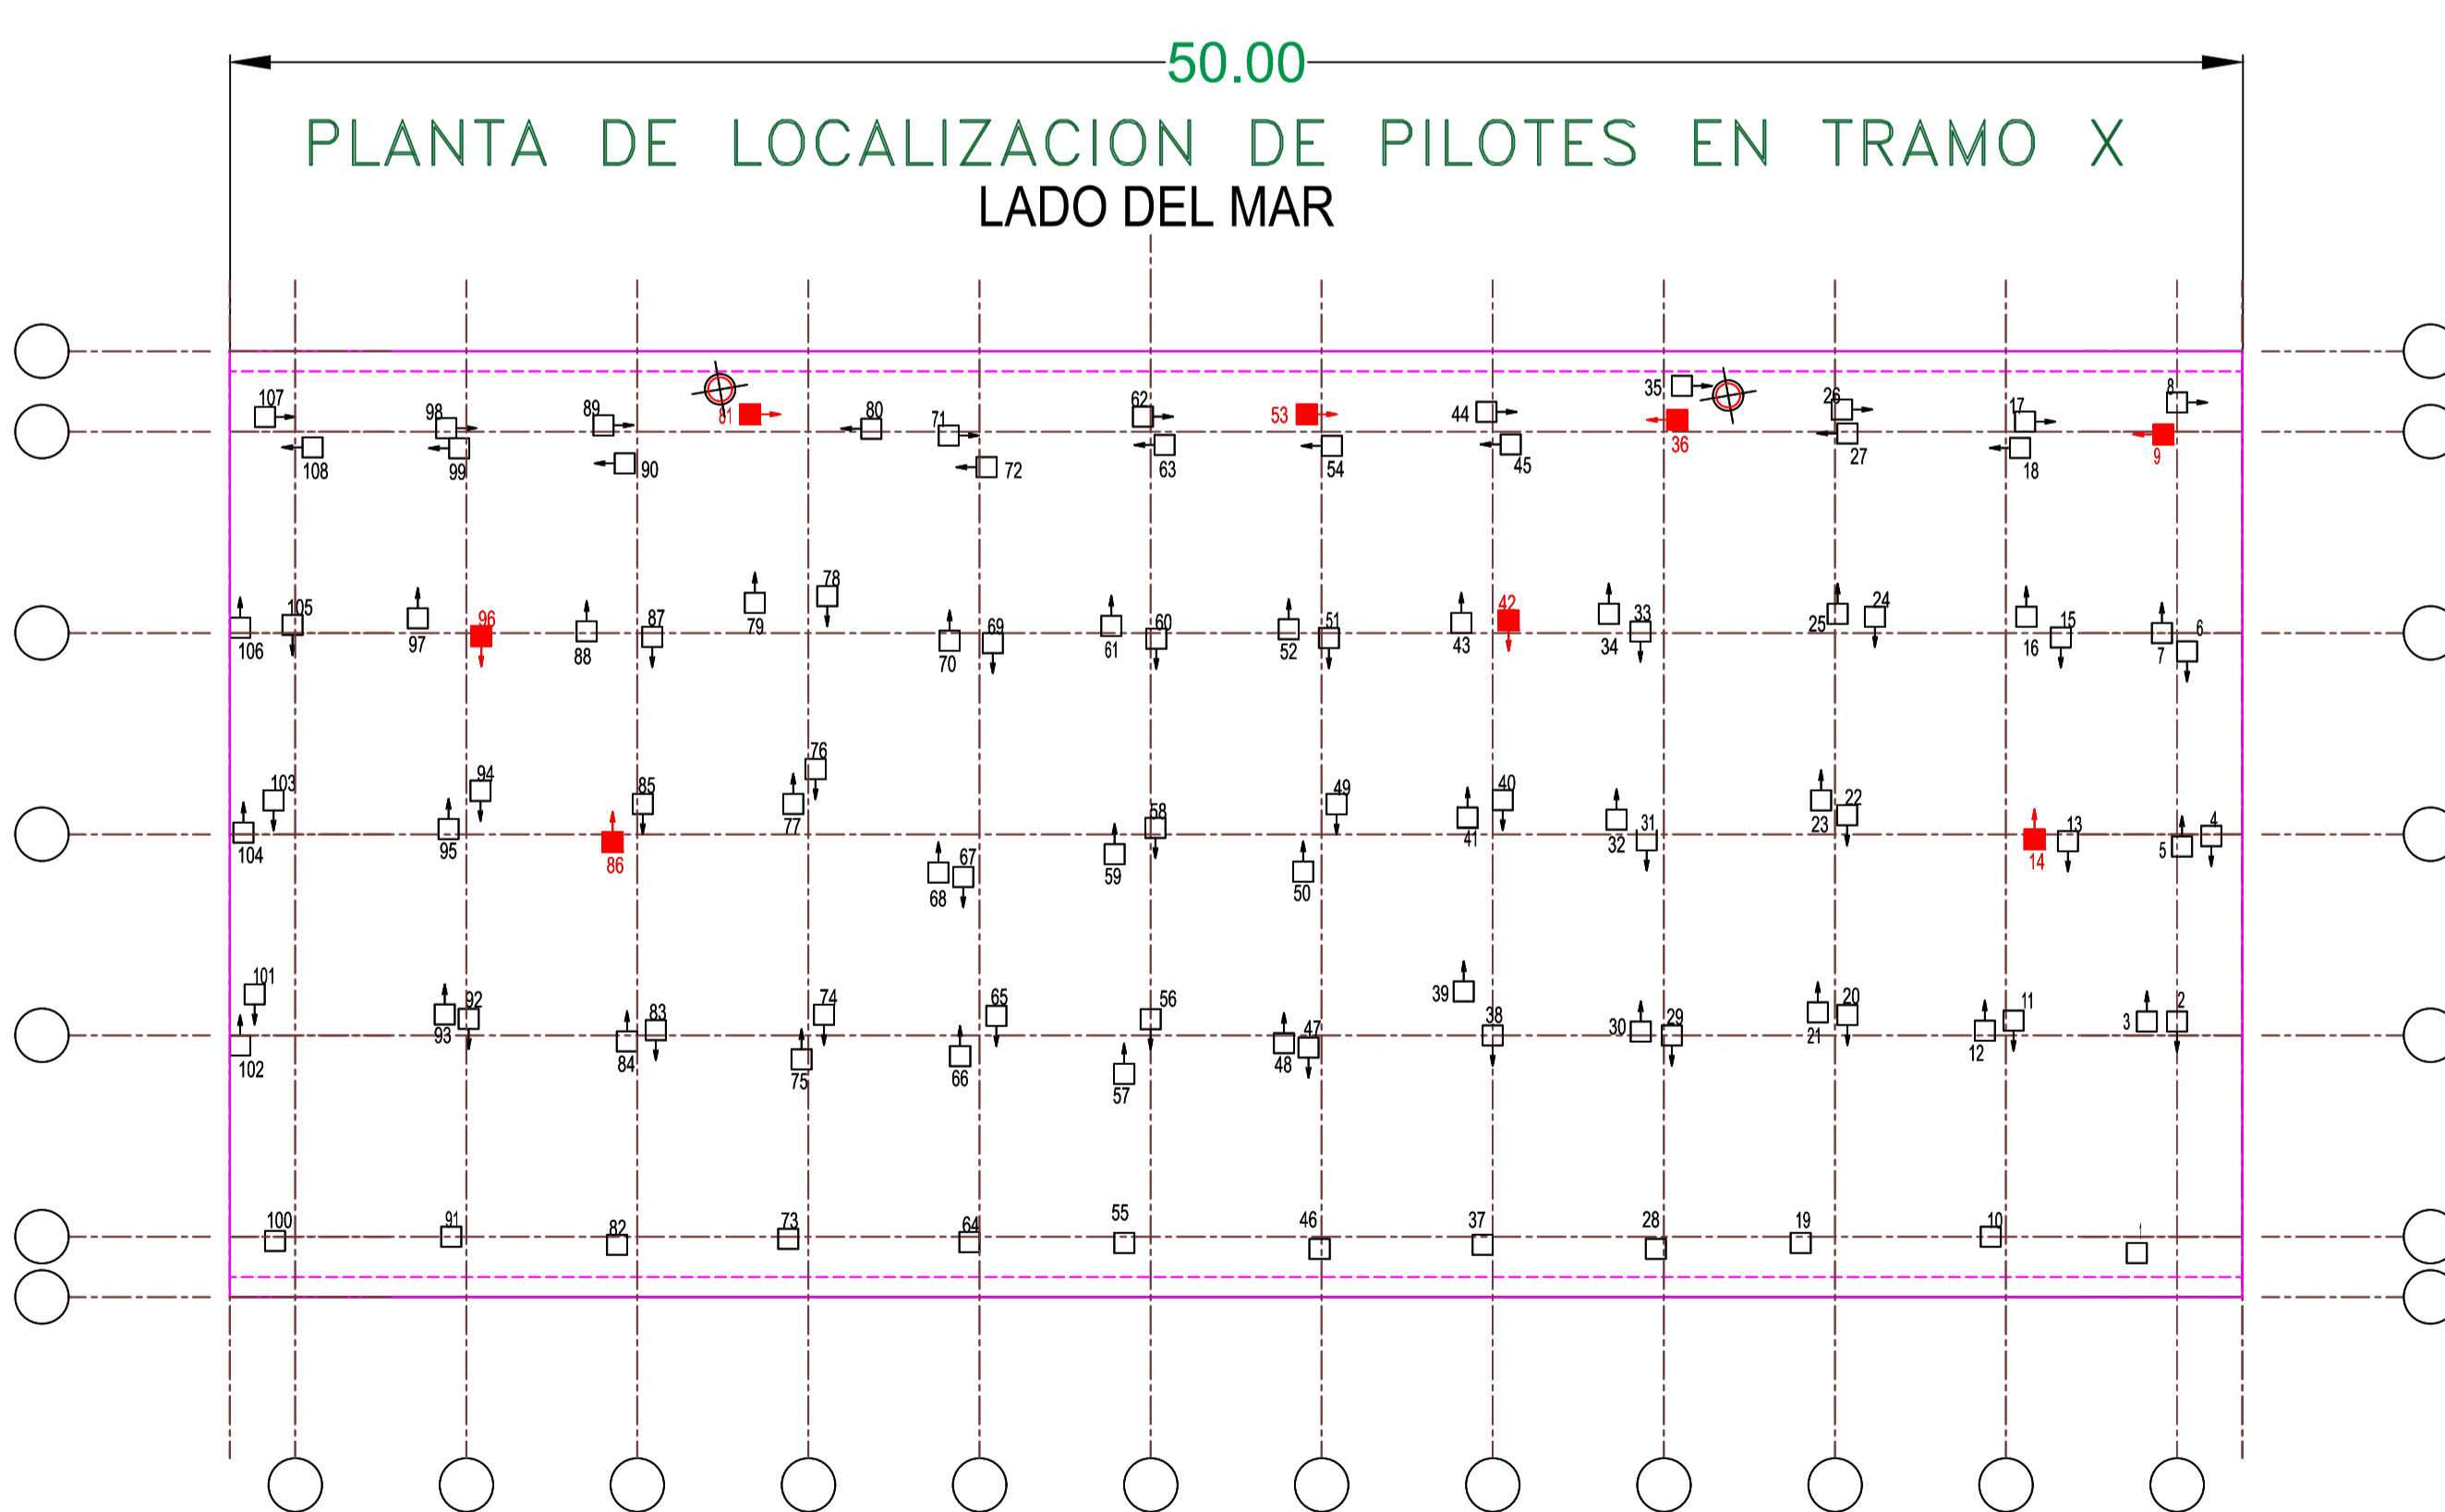 50.00
PLANTA DE LOCALIZACION DE PILOTES EN TRAMO X
LADO DEL MAR
107 98 89 81 80 71 62 53 44 35 26 17 8
108 99 90 72 63 54 45 36 27 18 9
105 96 87 78 69 60 51 42 33 24 15 6
106 97 88 79 70 61 52 43 34 25 16 7
103 94 85 76 67 58 49 40 31 22 13 4
104 95 86 77 68 59 50 41 32 23 14 5
101 92 83 74 65 56 47 38 29 20 11 2
102 93 84 75 66 57 48 39 30 21 12 3
100 91 82 73 64 55 46 37 28 19 10 1